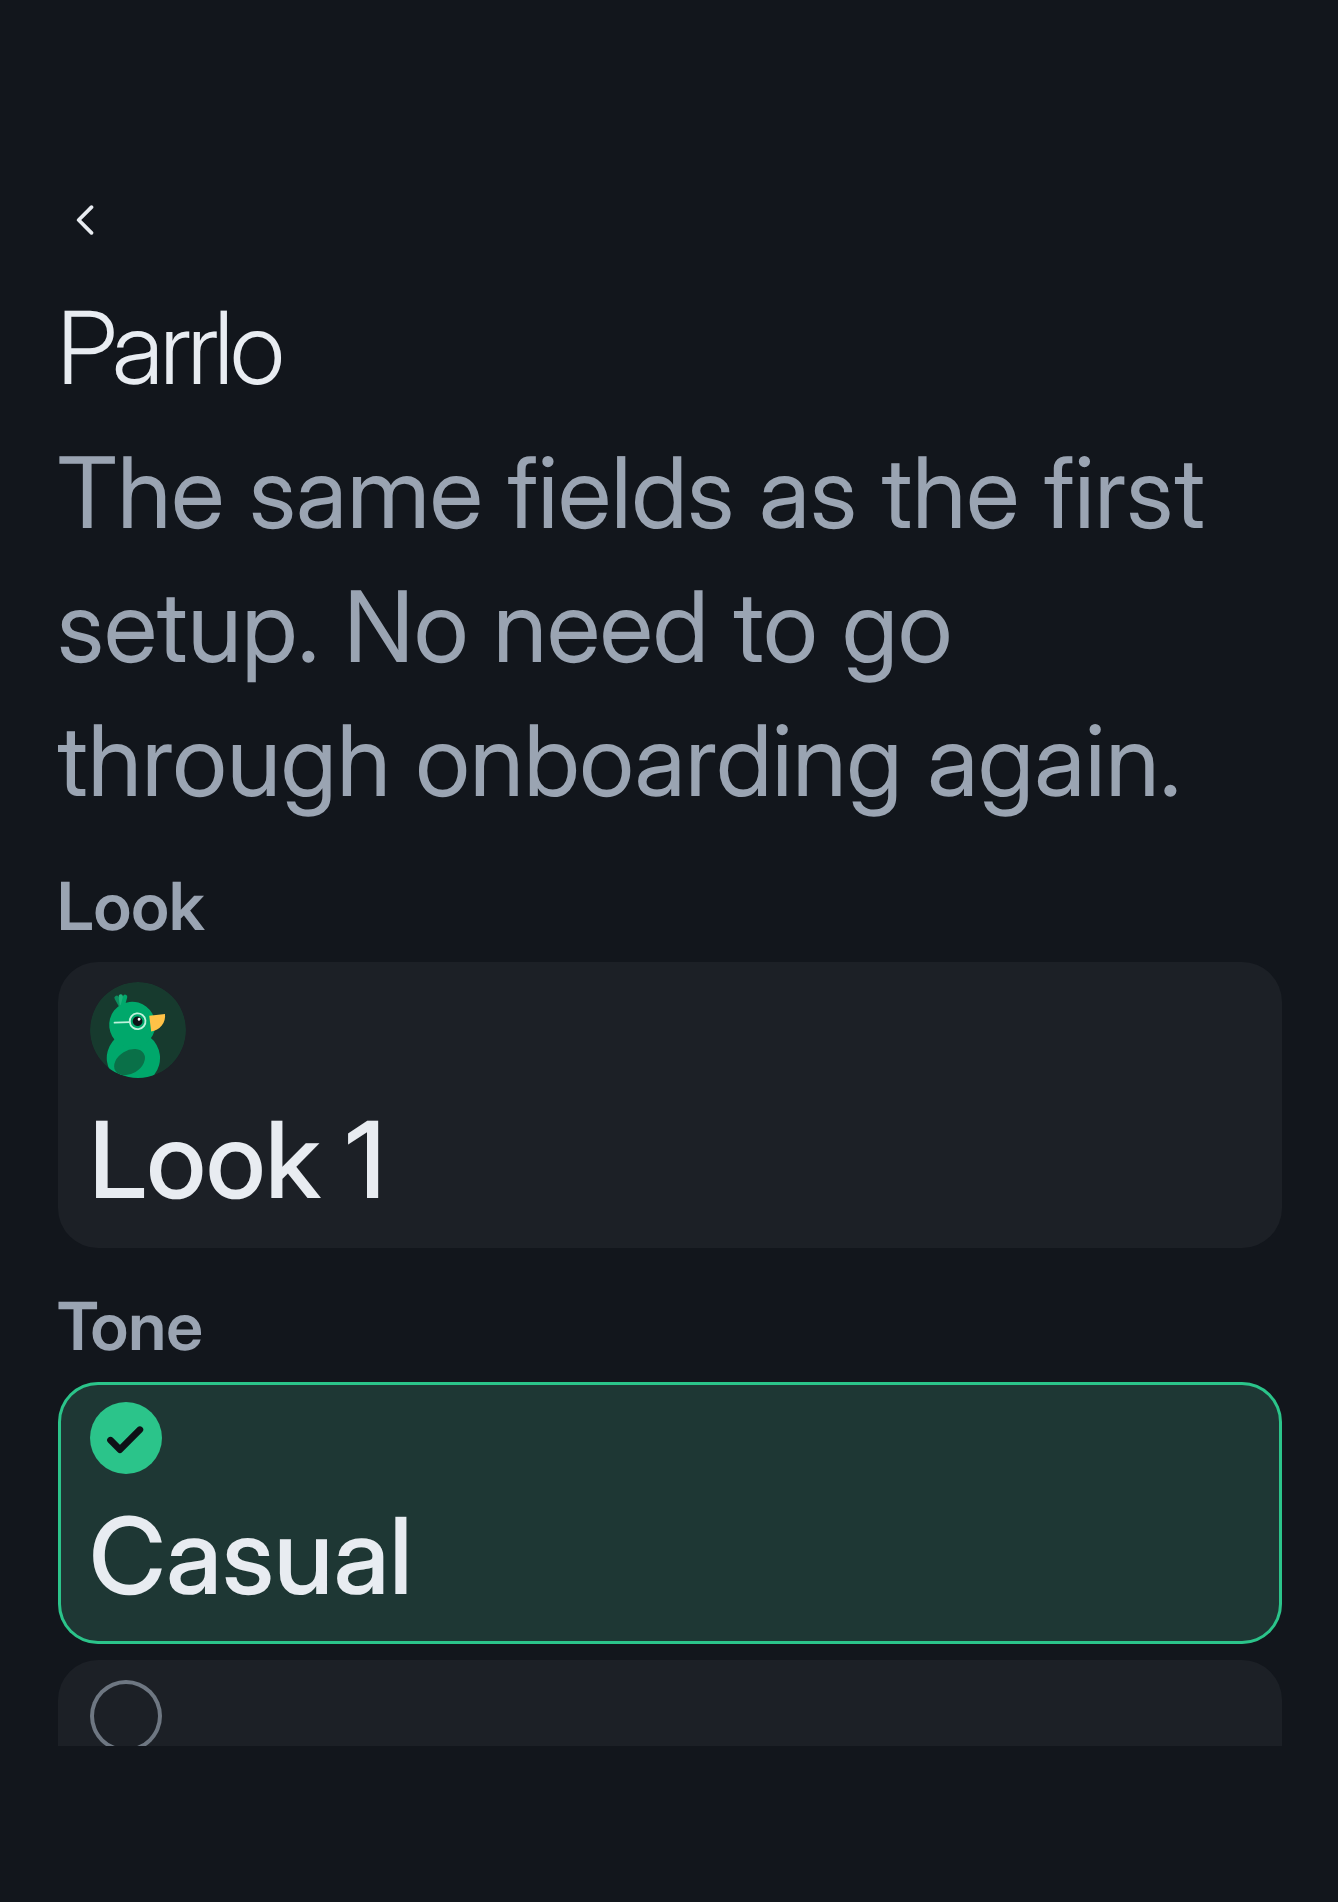 Parrlo
The same fields as the first
setup. No need to go
through onboarding again.
Look
Look 1
Tone
Casual